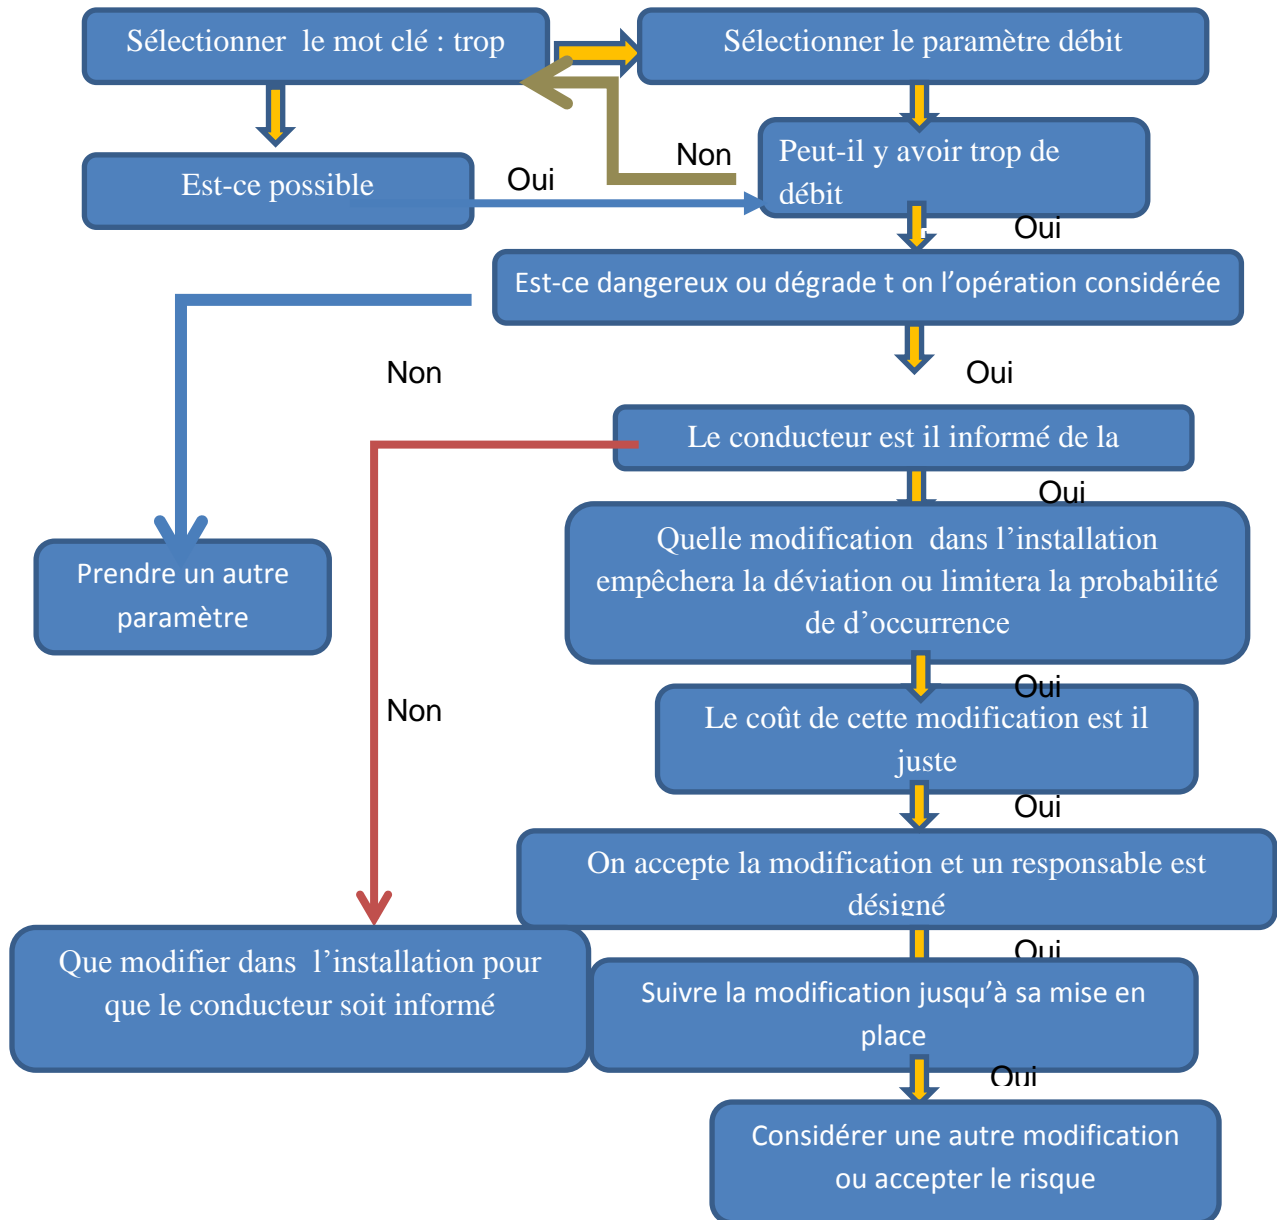 Sélectionner le mot clé : trop
Sélectionner le paramètre débit
Non
Peut-il y avoir trop de
débit
Est-ce possible
Oui
Oui
Est-ce dangereux ou dégrade t on l’opération considérée
Non
Oui
Le conducteur est il informé de la
Oui
Quelle modification dans l’installation
empêchera la déviation ou limitera la probabilité
de d’occurrence
Prendre un autre
paramètre
Oui
Non
Le coût de cette modification est il
juste
Oui
On accepte la modification et un responsable est
désigné
Oui
Que modifier dans l’installation pour
que le conducteur soit informé
Suivre la modification jusqu’à sa mise en
place
Oui
Considérer une autre modification
ou accepter le risque